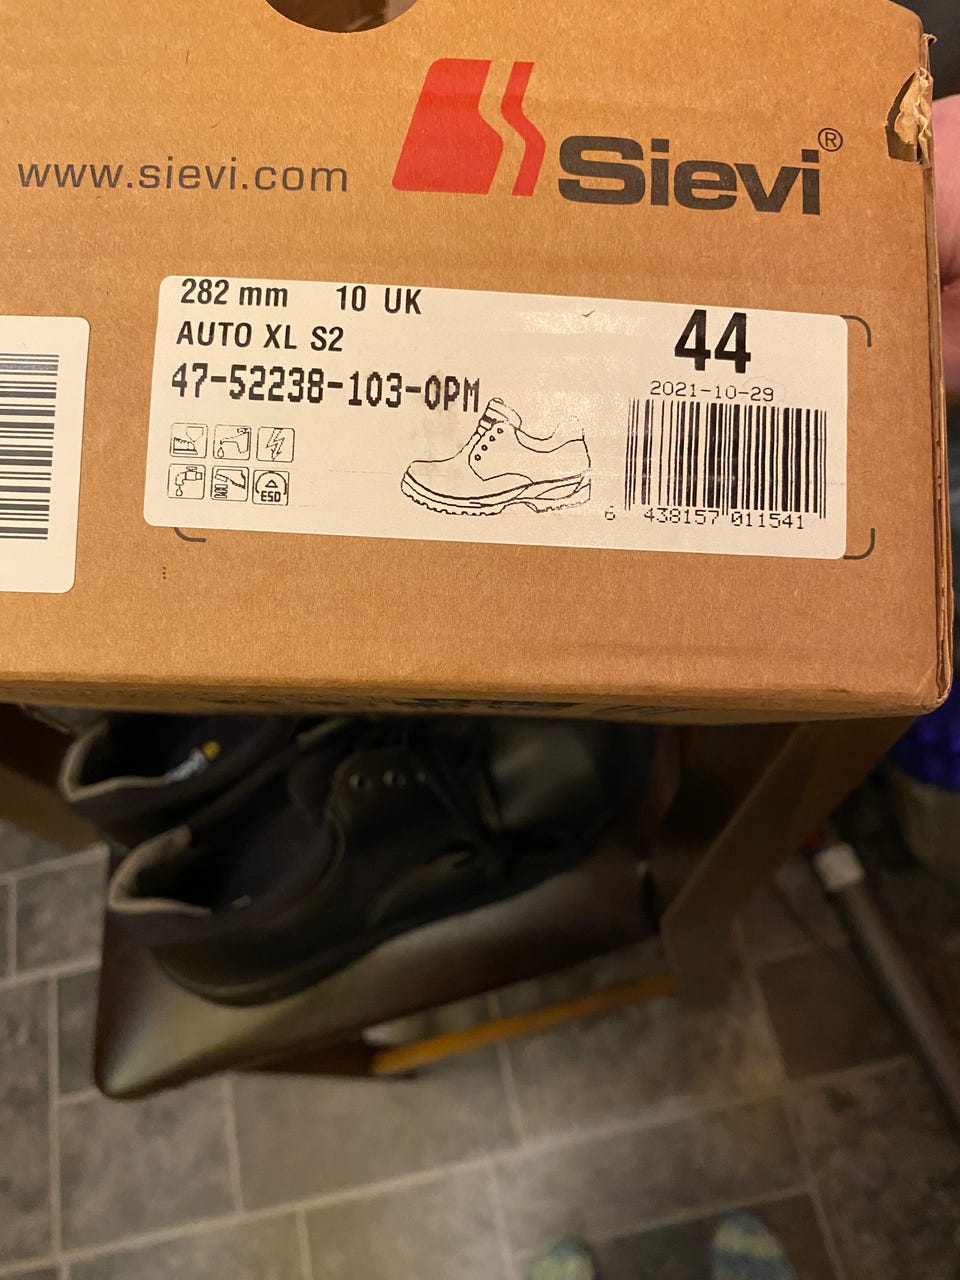 www.sievi.com
Sievi®
282 mm 10 UK
AUTO XL S2
44
47-52238-103-0PM
2021-10-29
ESD
6 438157 011541